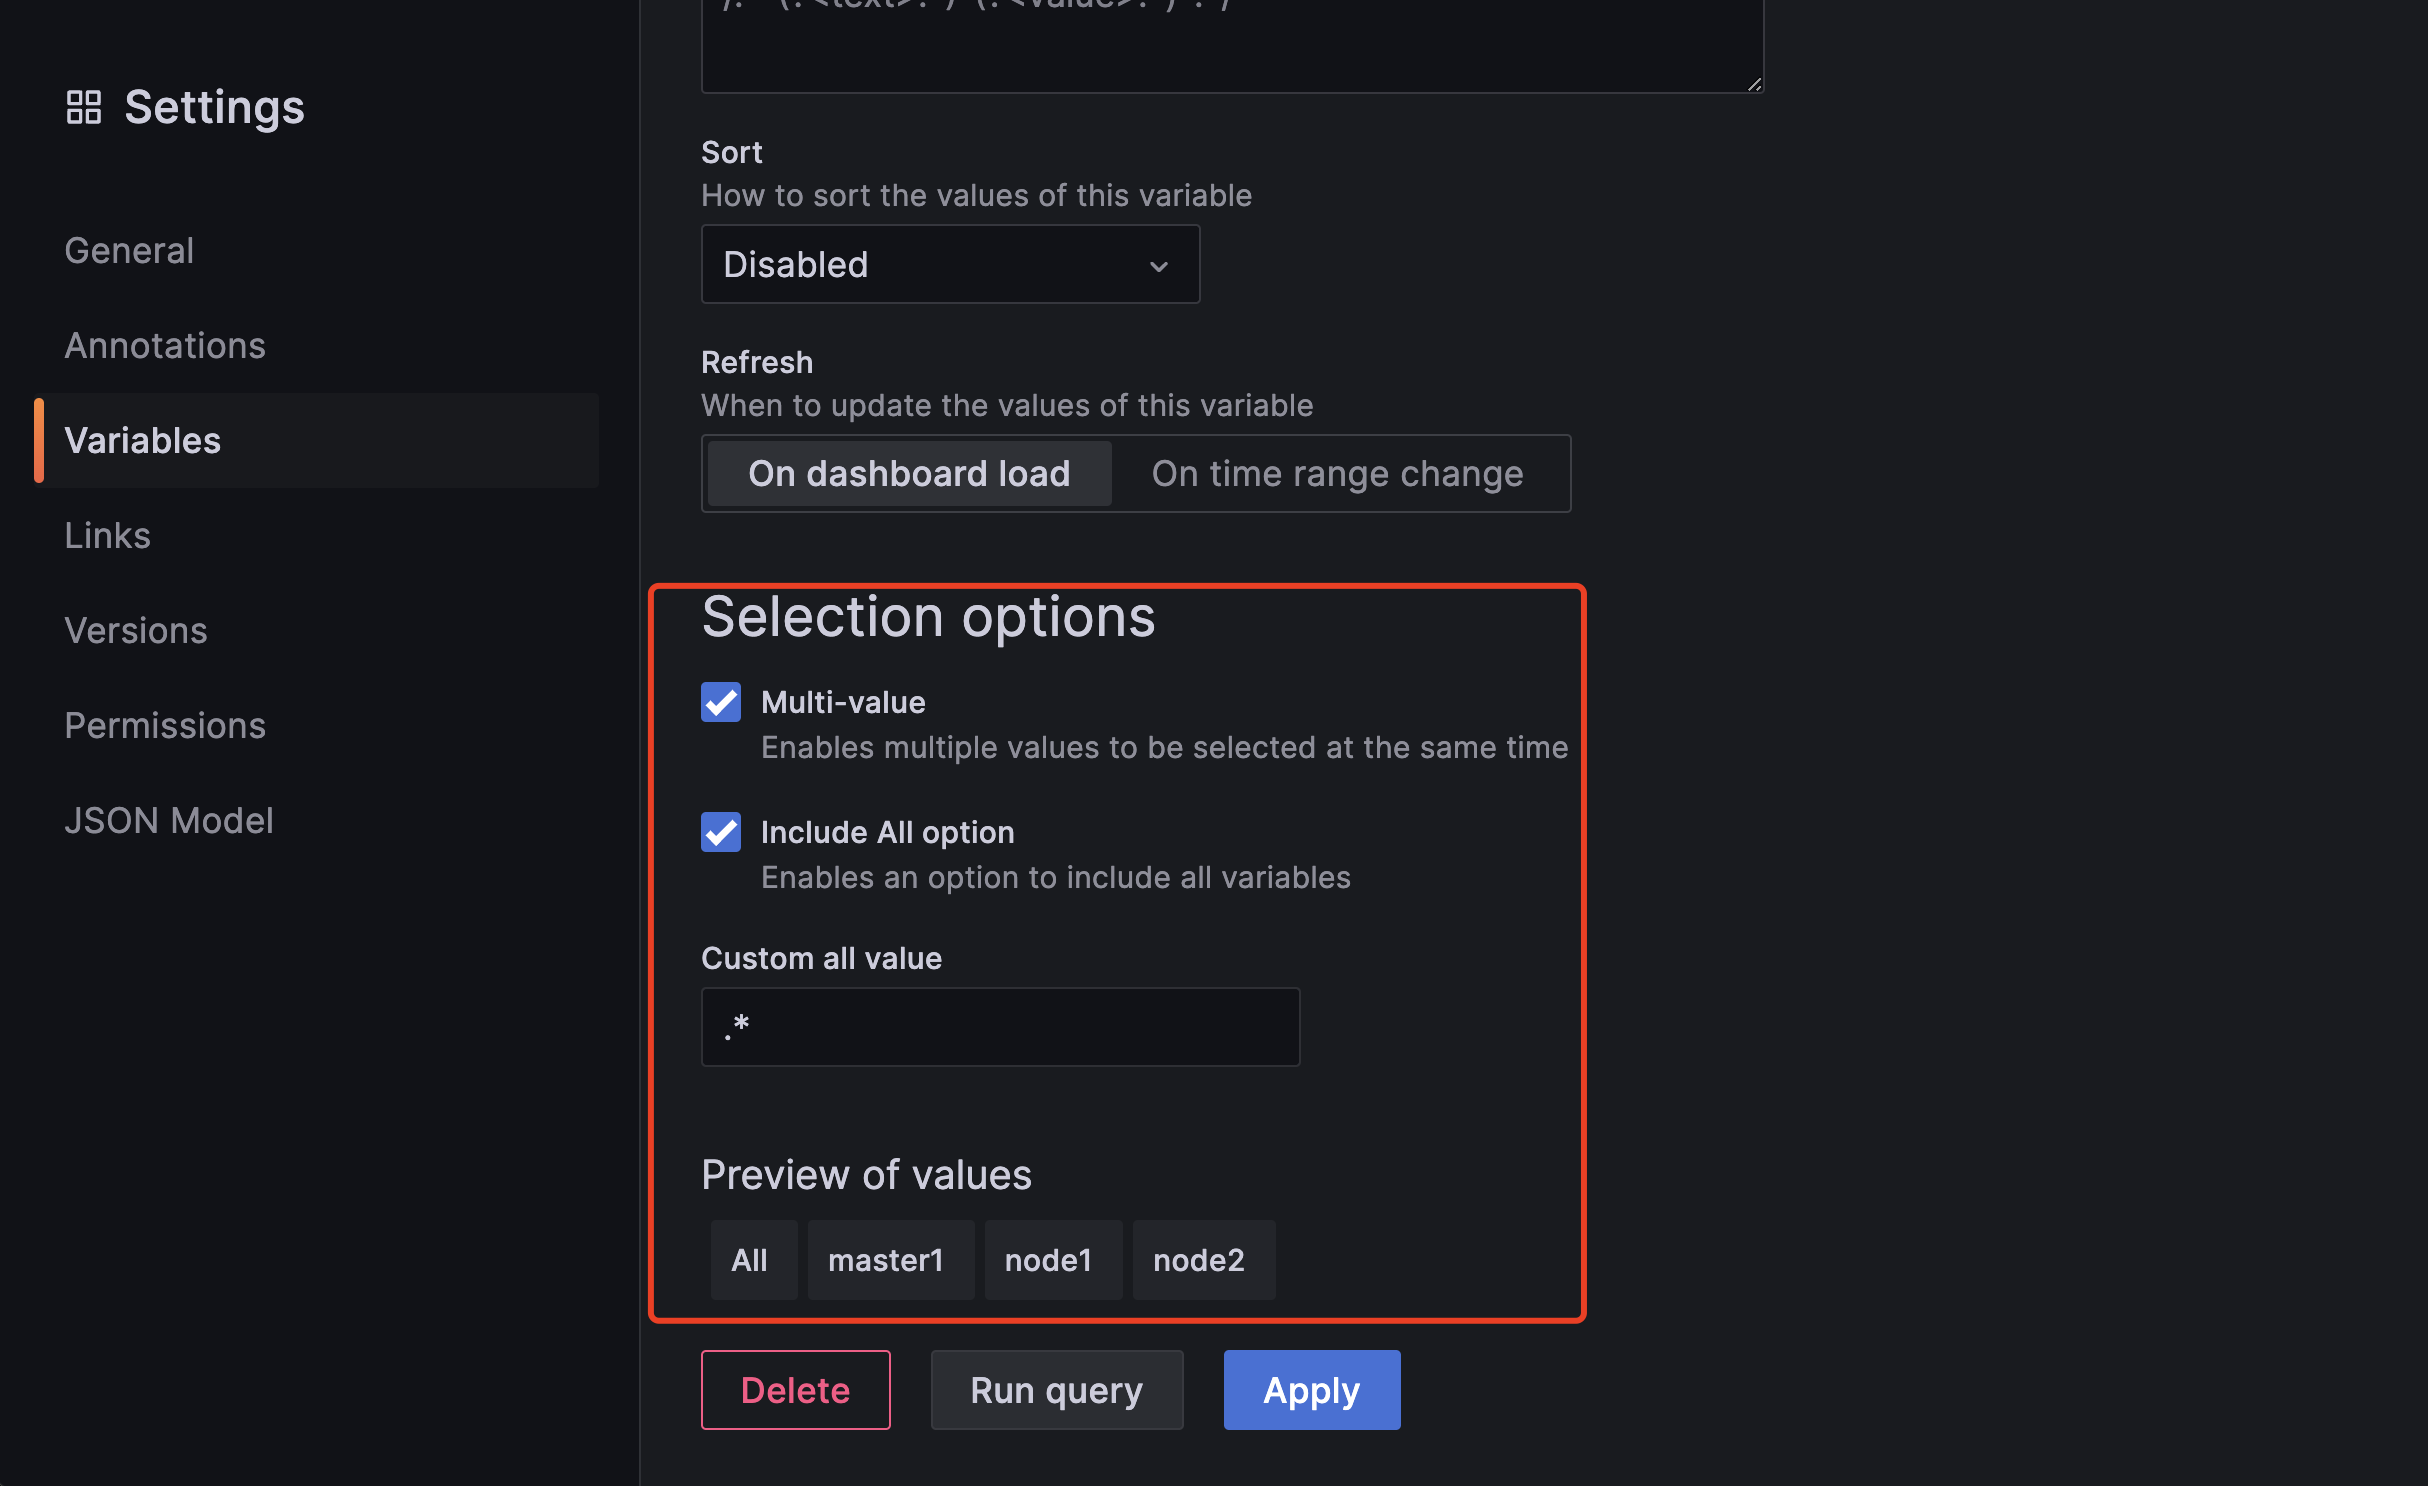 Settings
General
Annotations
Variables
Links
Versions
Permissions
JSON Model
Sort
How to sort the values of this variable
Disabled
Refresh
When to update the values of this variable
On dashboard load
On time range change
Selection options
Multi-value
Enables multiple values to be selected at the same time
Include All option
Enables an option to include all variables
Custom all value
.*
Preview of values
All
master1
node1
node2
Delete
Run query
Apply